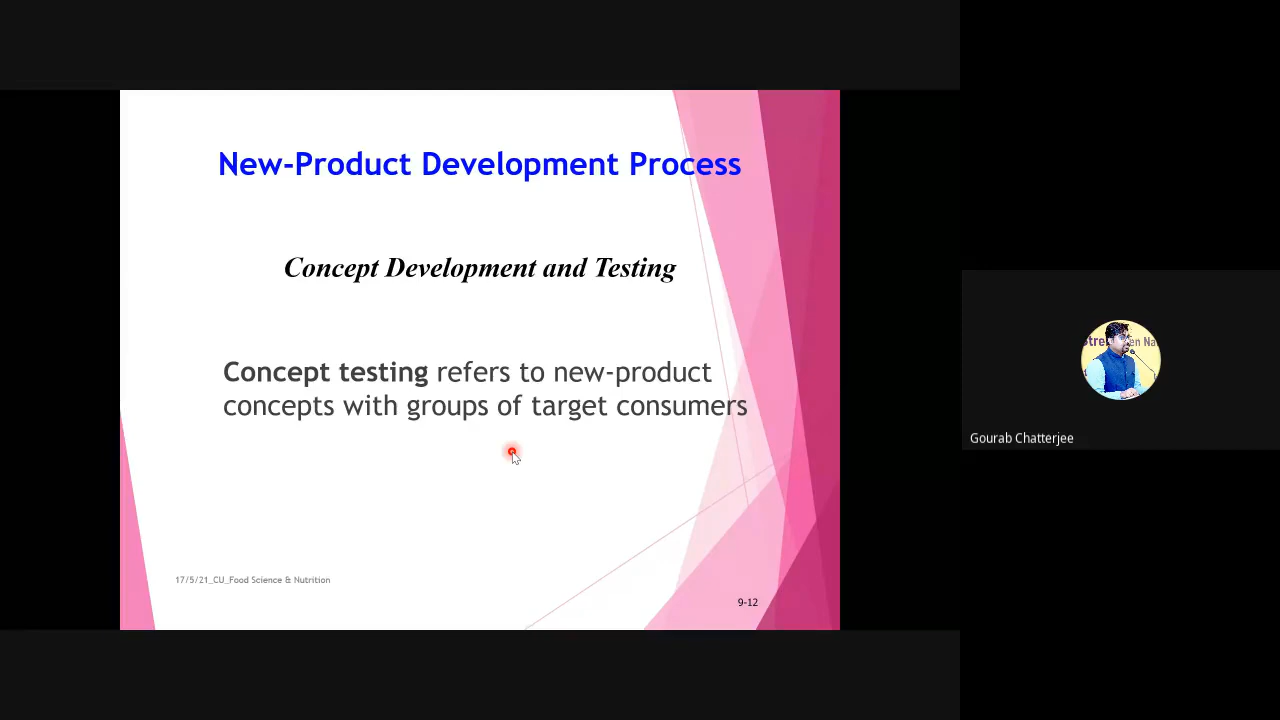 New-Product Development Process
Concept Development and Testing
Concept testing refers to new-product
concepts with groups of target consumers
17/5/21_CU_Food Science & Nutrition
9-12
Gourab Chatterjee